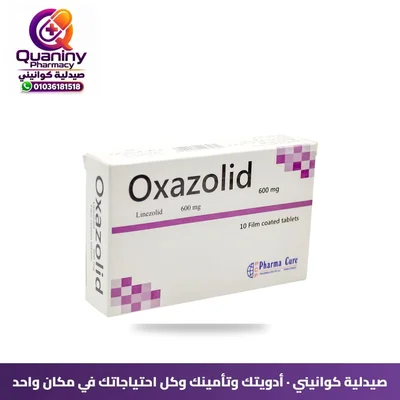 Quaniny
Pharmacy
صيدلية كوانيني
01036181518
Oxazolid
600 mg
Linezolid 600 mg
10 Film coated tablets
Pharma Cure
Oxazolid
صيدلية كوانيني - أدويتك وتأمينك وكل احتياجاتك في مكان واحد